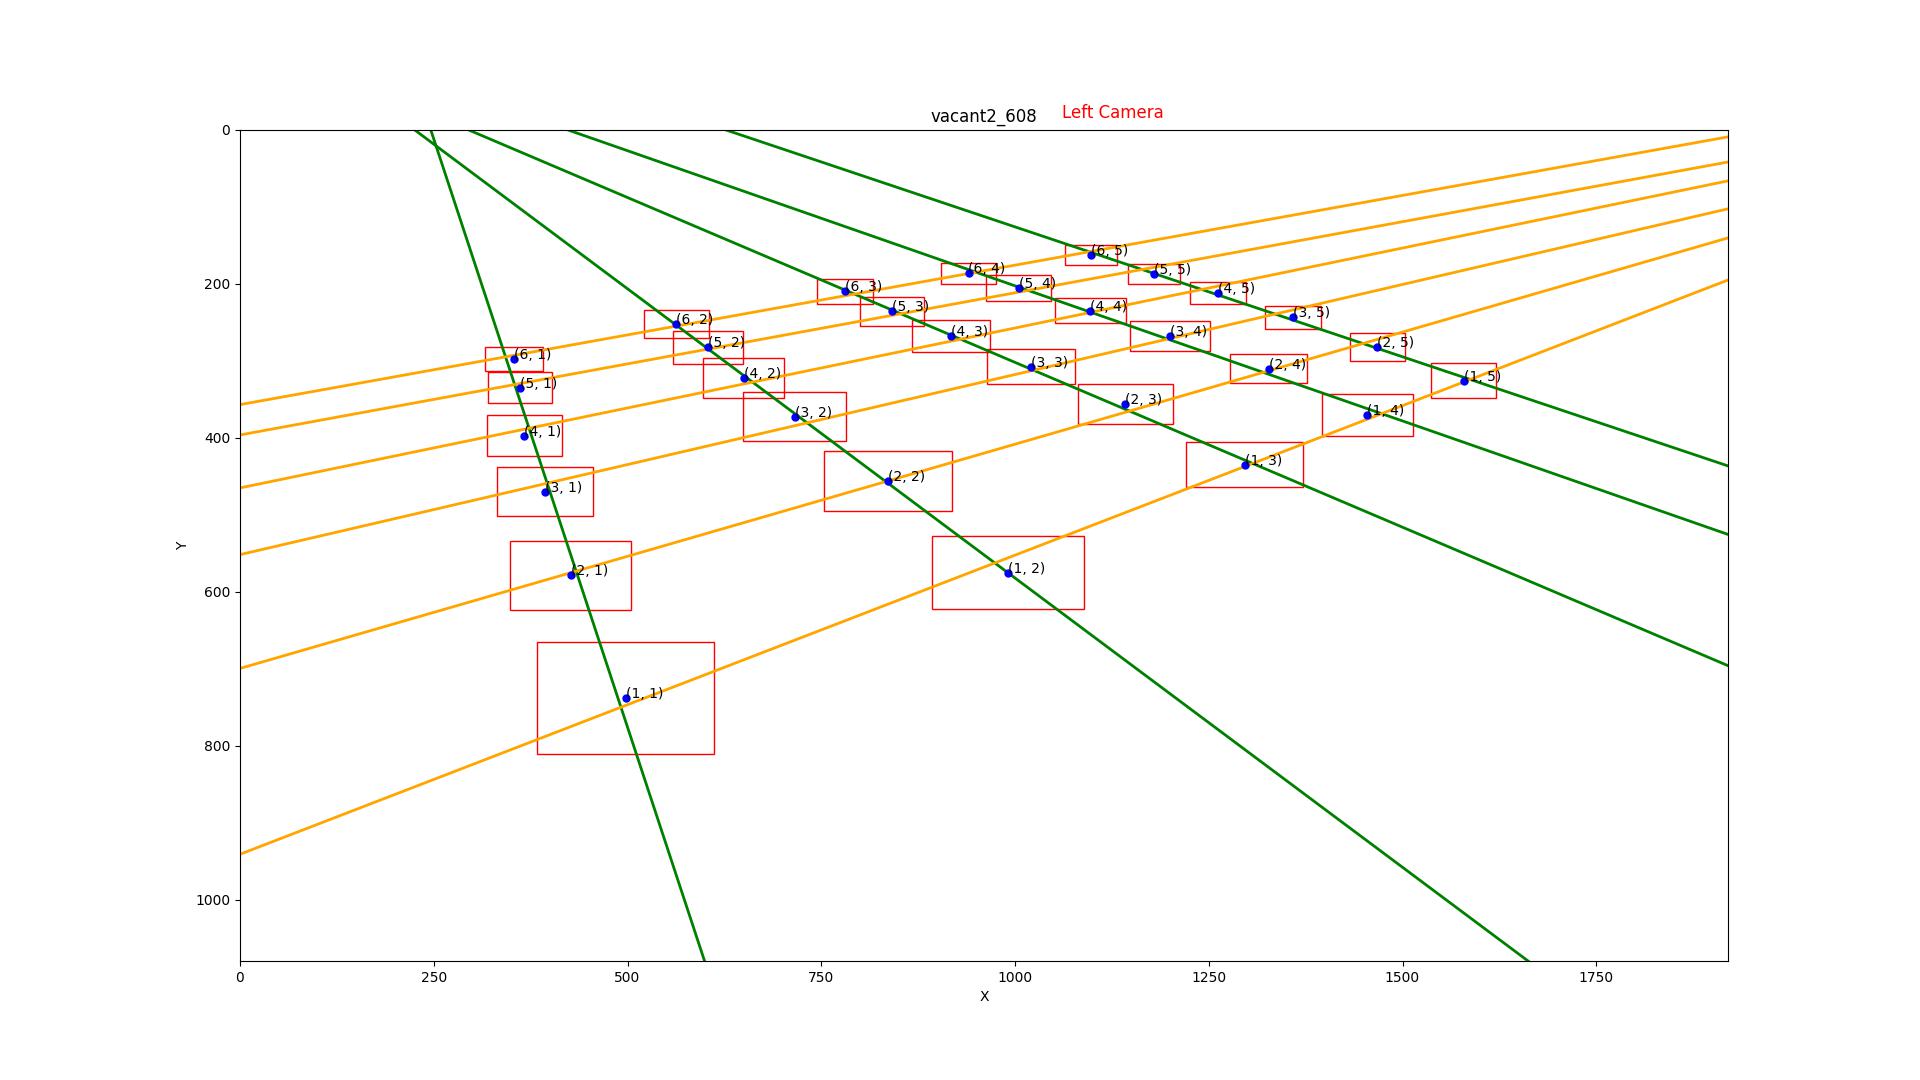 vacant2_608 Left Camera
0
(6, 5)
(6, 4) (5, 5)
200
(6, 3) (5, 4) (4, 5)
(5, 3) (4, 4) (3, 5)
(6, 2) (4, 3) (3, 4)
(5, 2) (2, 5)
(6, 1) (3, 3) (2, 4)
(5, 1) (4, 2) (1, 5)
(3, 2) (2, 3) (1, 4)
400
(4, 1)
(3, 1) (2, 2) (1, 3)
Y
(2, 1) (1, 2)
600
(1, 1)
800
1000
0 250 500 750 1000 1250 1500 1750
X